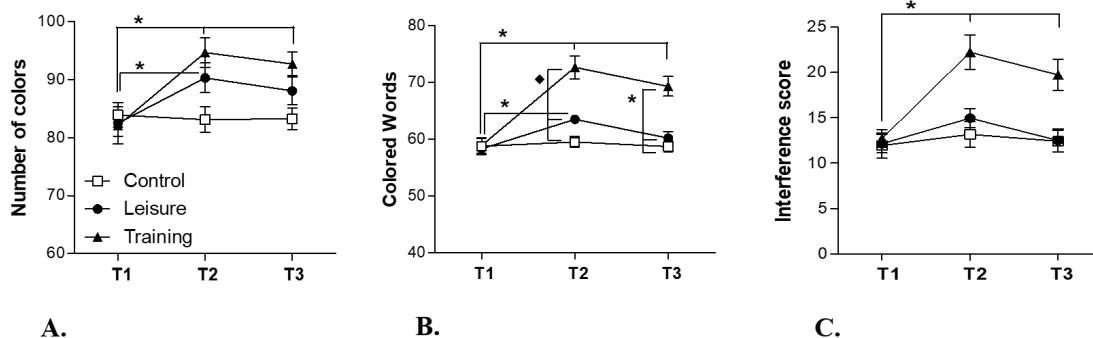 Number of colors
100
90
80
70
60
*
*
Control
Leisure
Training
T1 T2 T3
A.
Colored Words
80
70
60
50
40
*
◆
*
*
T1 T2 T3
B.
Interference score
25
20
15
10
5
0
*
T1 T2 T3
C.